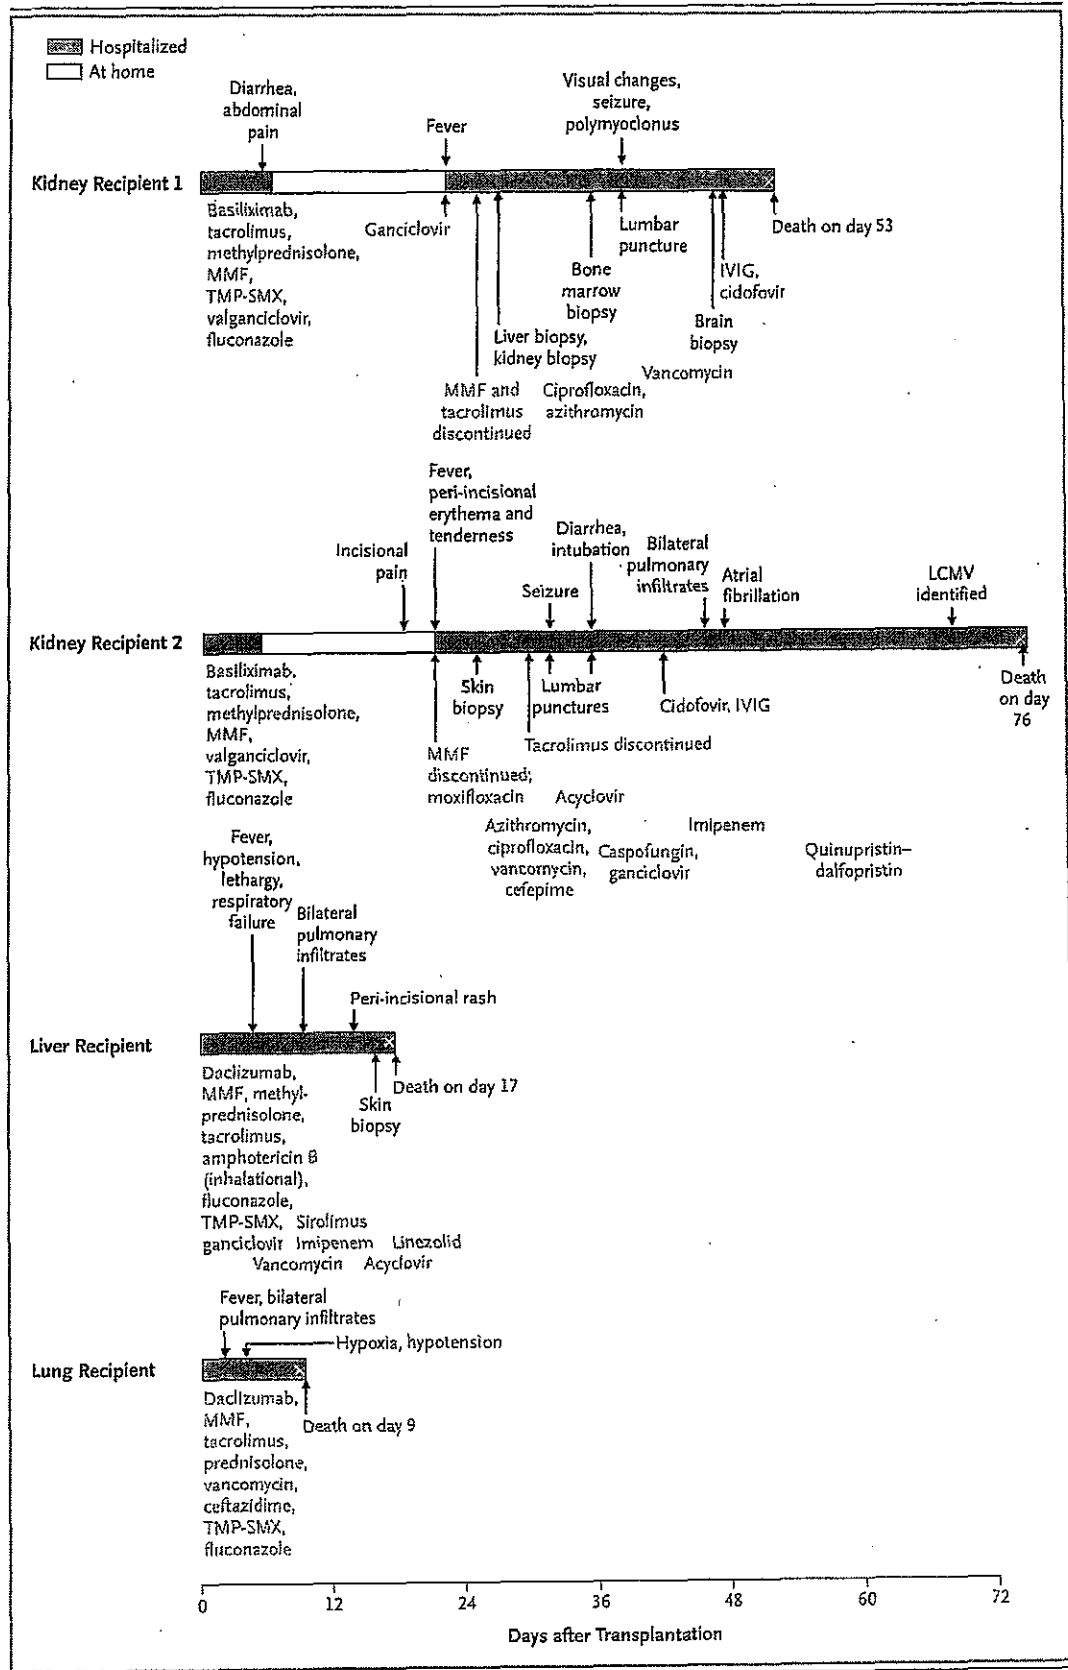 Hospitalized
At home
Diarrhea,
abdominal
pain
Fever
Visual changes,
seizure,
polymyoclonus
Kidney Recipient 1
Basiliximab,
tacrolimus,
methylprednisolone,
MMF,
TMP-SMX,
valganciclovir,
fluconazole
Ganciclovir
MMF and
tacrolimus
discontinued
Liver biopsy,
kidney biopsy
Ciprofloxacin,
azithromycin
Bone
marrow
biopsy
Lumbar
puncture
Vancomycin
Brain
biopsy
IVIG,
cidofovir
Death on day 53
Incisional
pain
Fever,
peri-incisional
erythema and
tenderness
Seizure
Diarrhea,
intubation
Bilateral
pulmonary
infiltrates
Atrial
fibrillation
LCMV
identified
Kidney Recipient 2
Basiliximab,
tacrolimus,
methylprednisolone,
MMF,
valganciclovir,
TMP-SMX,
fluconazole
MMF
discontinued;
moxifloxacin
Skin
biopsy
Tacrolimus discontinued
Lumbar
punctures
Acyclovir
Azithromycin,
ciprofloxacin,
vancomycin,
cefepime
Caspofungin,
ganciclovir
Cidofovir, IVIG
Imipenem
Quinupristin–
dalfopristin
Death
on day
76
Fever,
hypotension,
lethargy,
respiratory
failure
Bilateral
pulmonary
infiltrates
Peri-incisional rash
Liver Recipient
Daclizumab,
MMF, methyl-
prednisolone,
tacrolimus,
amphotericin B
(inhalational),
fluconazole,
TMP-SMX, Sirolimus
ganciclovir Imipenem Linezolid
Vancomycin Acyclovir
Skin
biopsy
Death on day 17
Fever, bilateral
pulmonary infiltrates
Hypoxia, hypotension
Lung Recipient
Daclizumab,
MMF,
tacrolimus,
prednisolone,
vancomycin,
ceftazidime,
TMP-SMX,
fluconazole
Death on day 9
0 12 24 36 48 60 72
Days after Transplantation